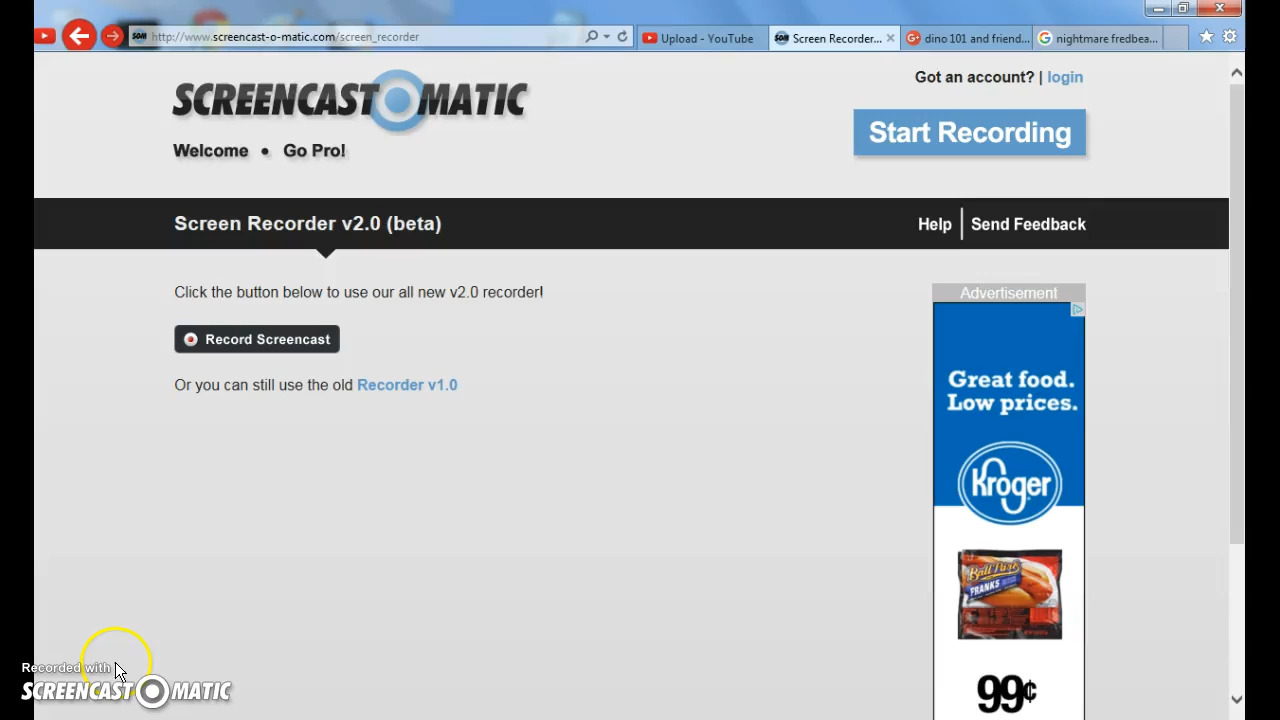 http://www.screencast-o-matic.com/screen_recorder
Upload - YouTube
SOM
Screen Recorder...
dino 101 and friend...
nightmare fredbea...
SCREENCAST O MATIC
Got an account? | login
Start Recording
Welcome • Go Pro!
Screen Recorder v2.0 (beta)
Help
Send Feedback
Click the button below to use our all new v2.0 recorder!
Advertisement
Record Screencast
Great food.
Low prices.
Or you can still use the old Recorder v1.0
Kroger
Ball Park
FRANKS
99¢
Recorded with
SCREENCAST O MATIC